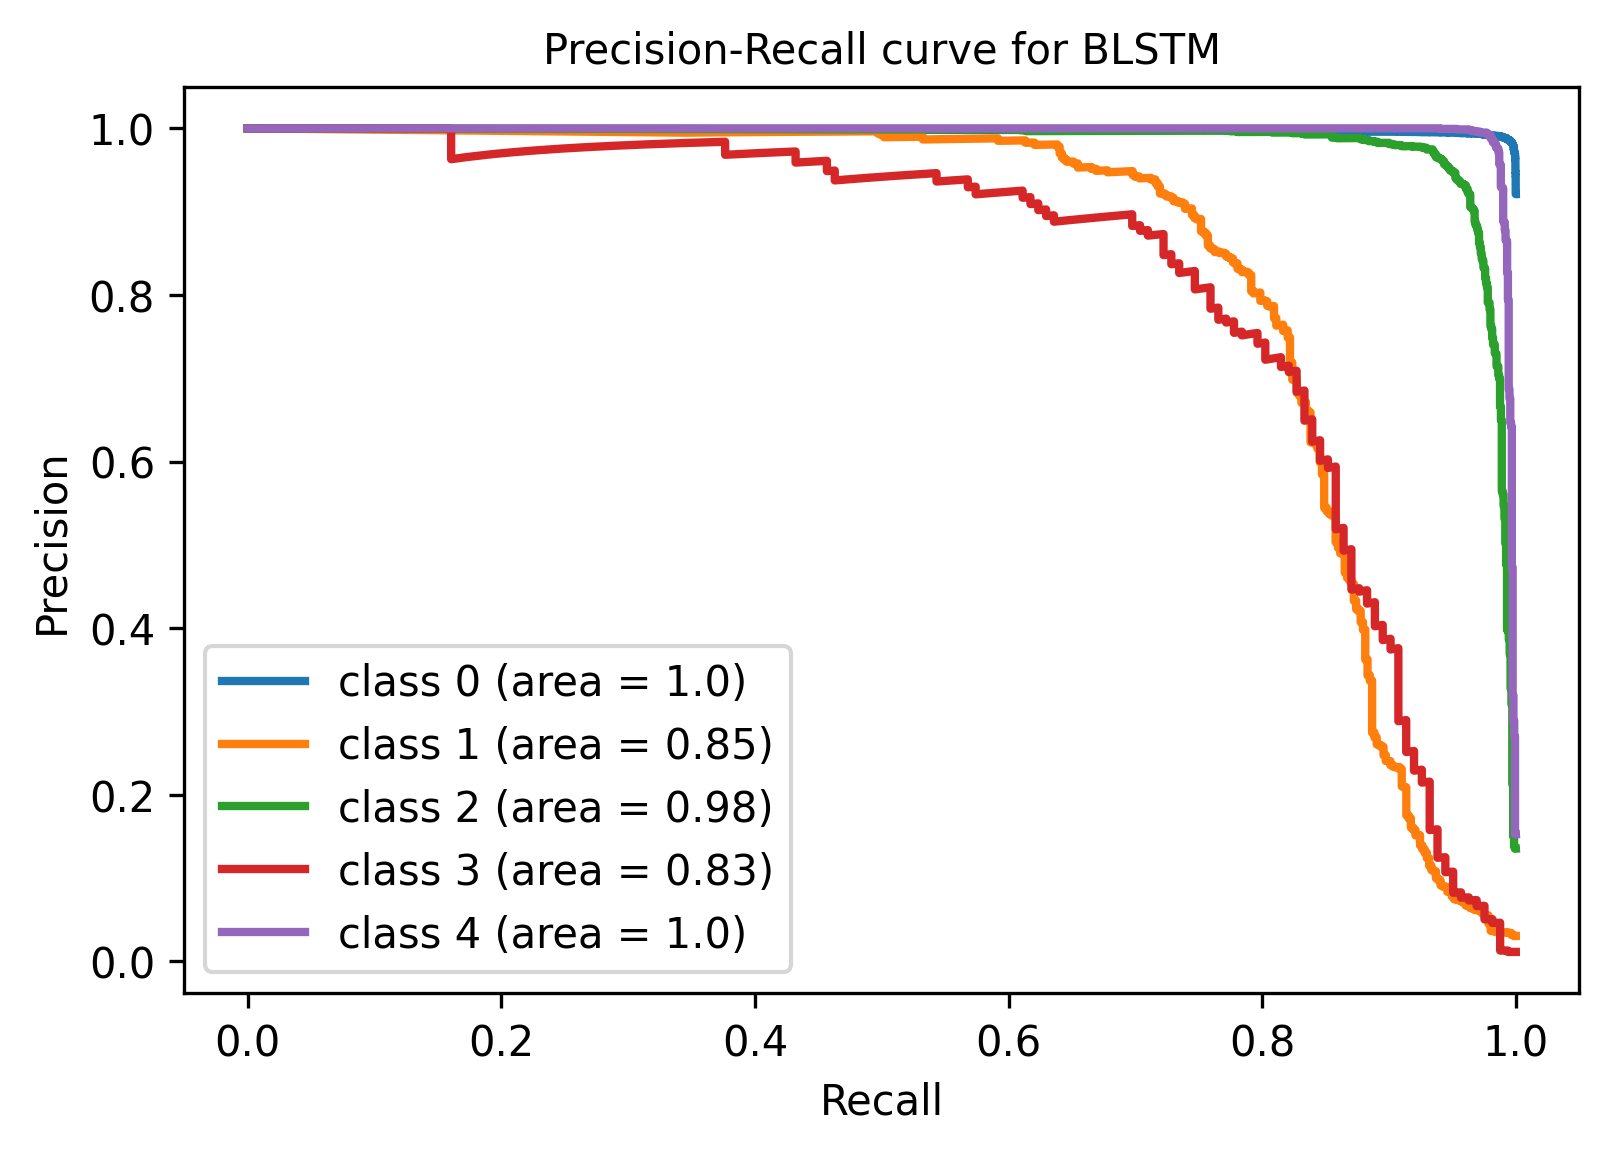 Precision-Recall curve for BLSTM
Precision
1.0
0.8
0.6
0.4
0.2
0.0
class 0 (area = 1.0)
class 1 (area = 0.85)
class 2 (area = 0.98)
class 3 (area = 0.83)
class 4 (area = 1.0)
0.0 0.2 0.4 0.6 0.8 1.0
Recall